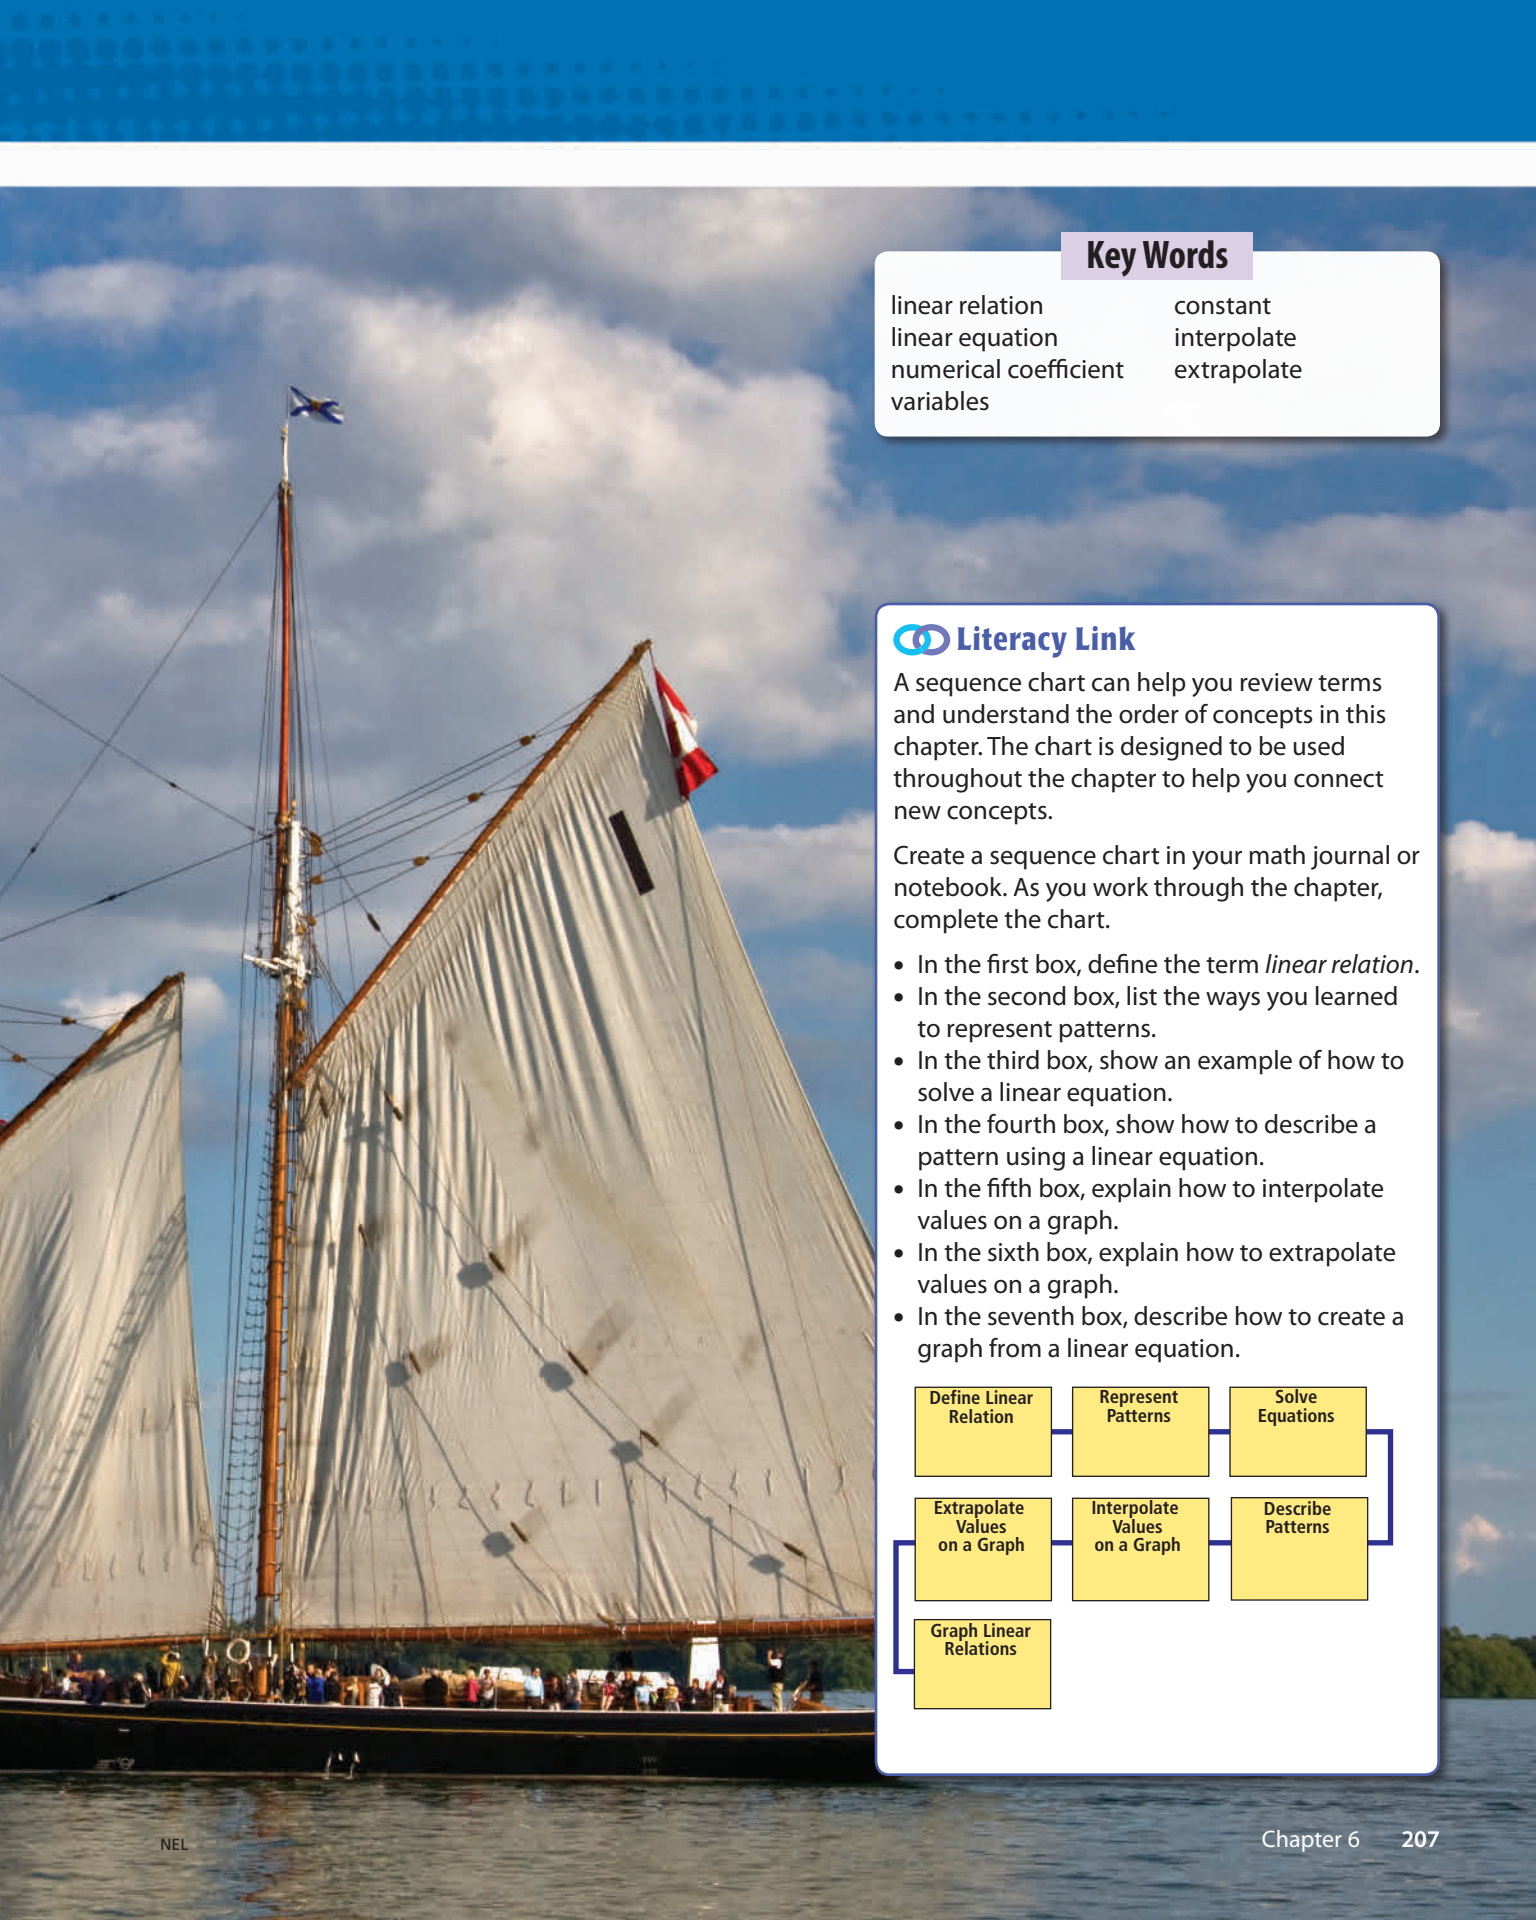 Key Words
linear relation
linear equation
numerical coefficient
variables
constant
interpolate
extrapolate
Literacy Link
A sequence chart can help you review terms
and understand the order of concepts in this
chapter. The chart is designed to be used
throughout the chapter to help you connect
new concepts.
Create a sequence chart in your math journal or
notebook. As you work through the chapter,
complete the chart.
• In the first box, define the term linear relation.
• In the second box, list the ways you learned
to represent patterns.
• In the third box, show an example of how to
solve a linear equation.
• In the fourth box, show how to describe a
pattern using a linear equation.
• In the fifth box, explain how to interpolate
values on a graph.
• In the sixth box, explain how to extrapolate
values on a graph.
• In the seventh box, describe how to create a
graph from a linear equation.
Define Linear
Relation
Represent
Patterns
Solve
Equations
Extrapolate
Values
on a Graph
Interpolate
Values
on a Graph
Describe
Patterns
Graph Linear
Relations
NEL
Chapter 6 207